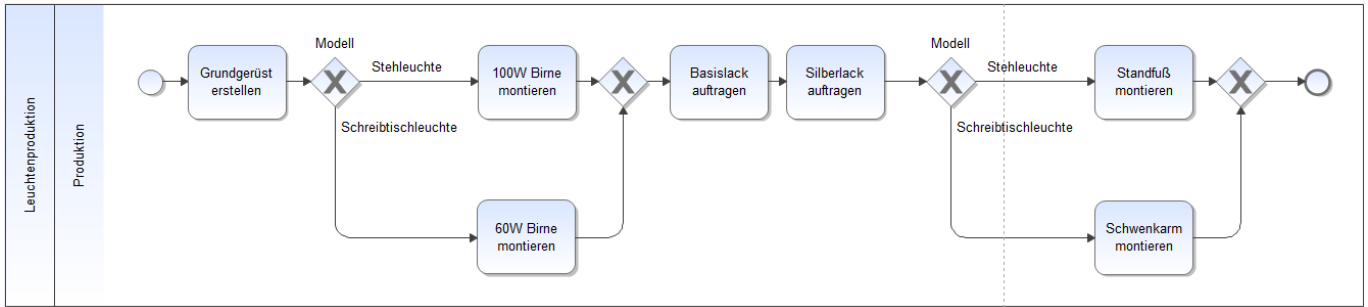 Leuchtenproduktion
Produktion
Grundgerüst
erstellen
Modell
Stehleuchte
Schreibtischleuchte
100W Birne
montieren
60W Birne
montieren
Basislack
auftragen
Silberlack
auftragen
Modell
Stehleuchte
Schreibtischleuchte
Standfuß
montieren
Schwenkarm
montieren